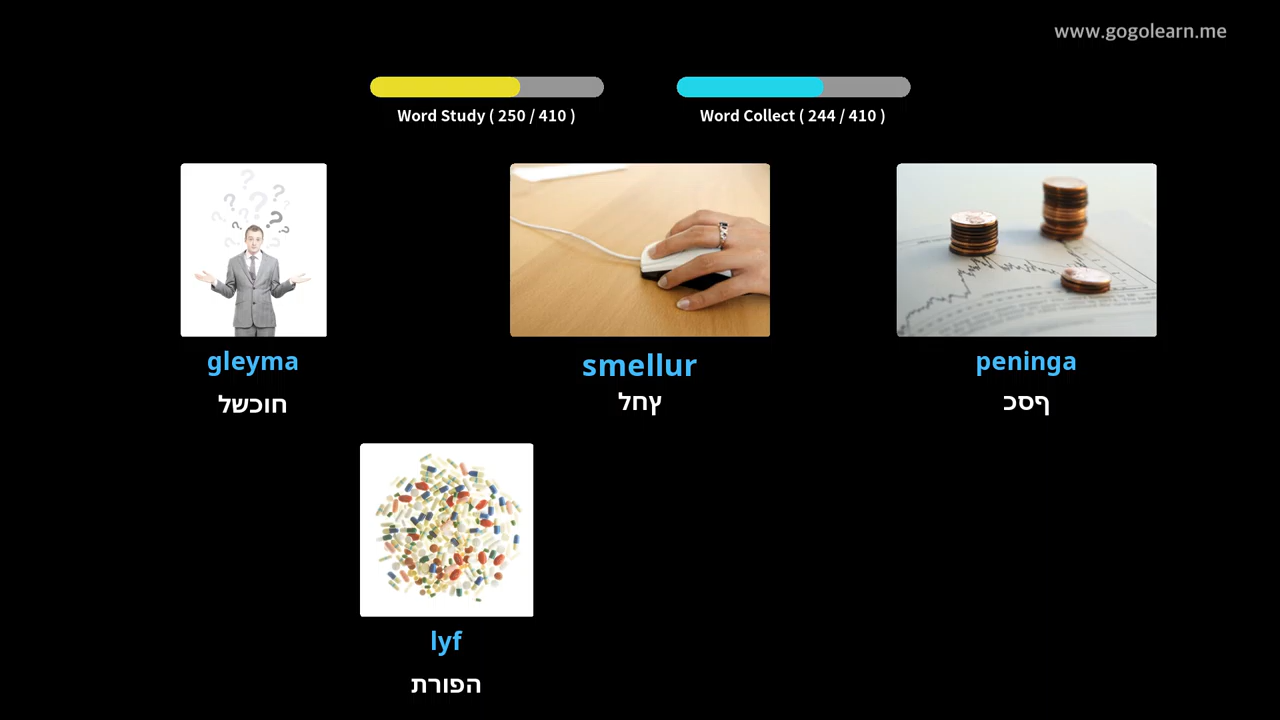 www.gogolearn.me
Word Study ( 250 / 410 )
Word Collect ( 244 / 410 )
gleyma
smellur
peninga
חוכשל
ץחל
ףסכ
lyf
הפורת